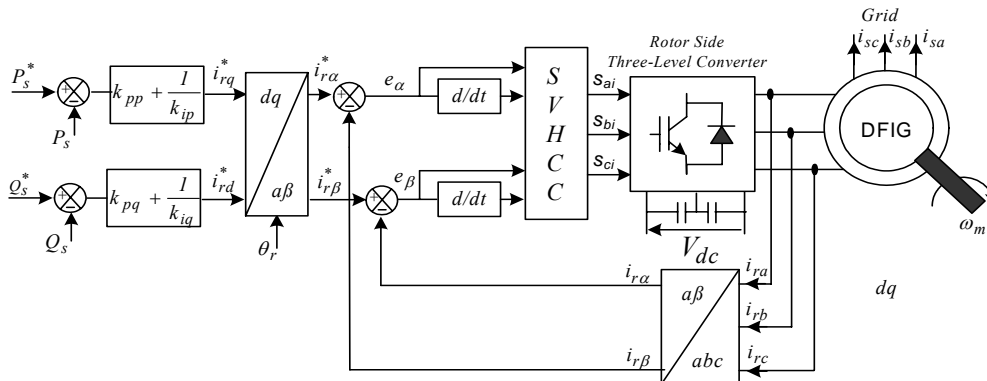 Grid
i_sc i_sb i_sa
Rotor Side
Three-Level Converter
P_s^*
+
−
P_s
k_pp + 1/k_ip
i_rq^*
dq
aß
i_rα^*
+
−
e_α
d/dt
S
V
H
C
C
s_ai
s_bi
s_ci
DFIG
Q_s^*
+
−
Q_s
k_pq + 1/k_iq
i_rd^*
θ_r
i_rβ^*
+
−
e_β
d/dt
V_dc
ω_m
i_rα
i_rβ
aß
abc
i_ra
i_rb
i_rc
dq